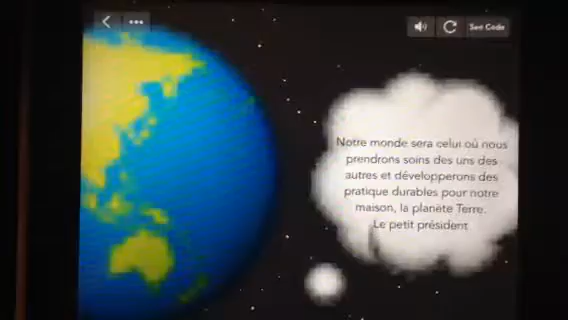 See Code
Notre monde sera celui où nous
prendrons soins des uns des
autres et développerons des
pratique durables pour notre
maison, la planète Terre.
Le petit président